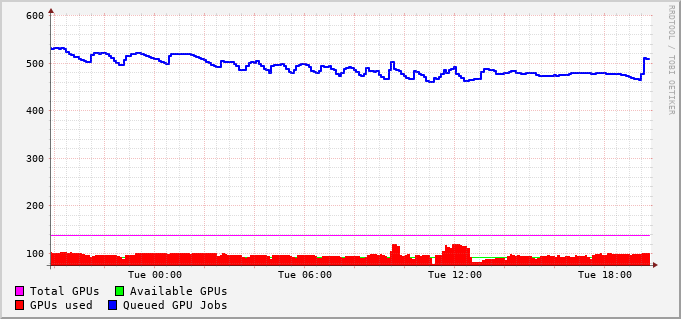 600
500
400
300
200
100
Tue 00:00 Tue 06:00 Tue 12:00 Tue 18:00
Total GPUs Available GPUs
GPUs used Queued GPU Jobs
RRDTOOL / TOBI OETIKER